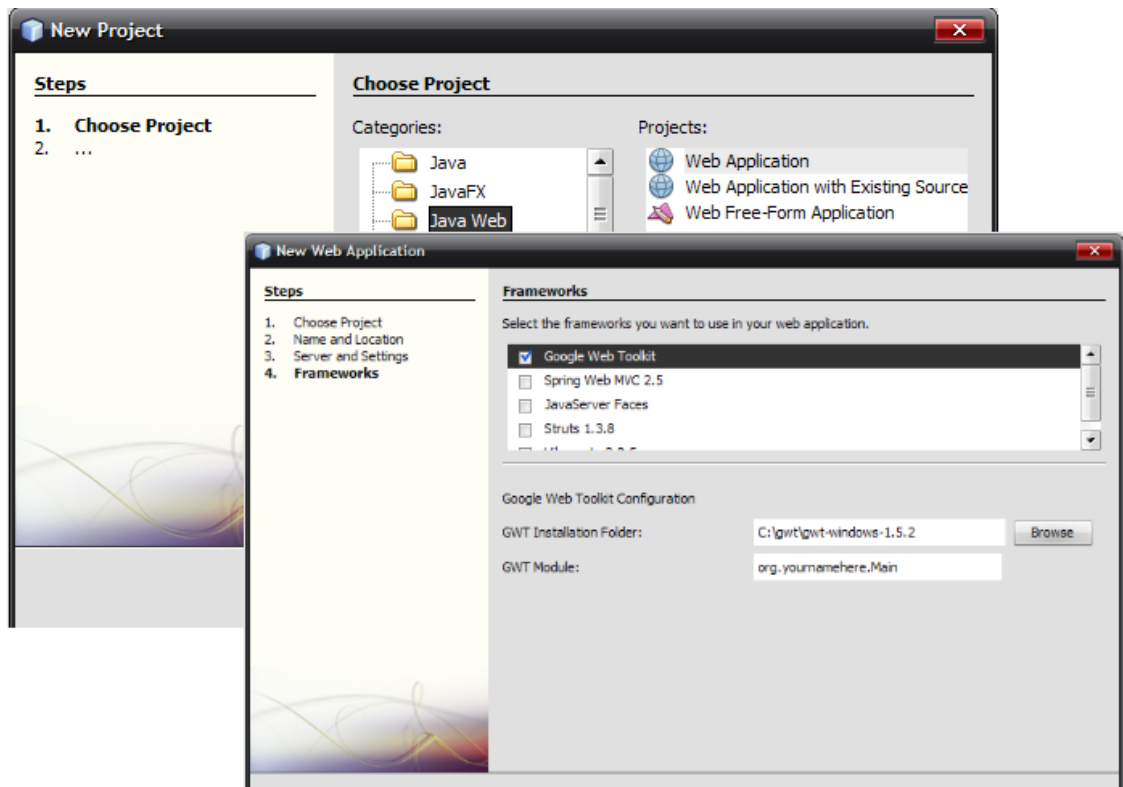 New Project
Steps
1. Choose Project
2. ...
Choose Project
Categories:
Java
JavaFX
Java Web
Projects:
Web Application
Web Application with Existing Source
Web Free-Form Application
New Web Application
Steps
1. Choose Project
2. Name and Location
3. Server and Settings
4. Frameworks
Frameworks
Select the frameworks you want to use in your web application.
Google Web Toolkit
Spring Web MVC 2.5
JavaServer Faces
Struts 1.3.8
Google Web Toolkit Configuration
GWT Installation Folder: C:\gwt\gwt-windows-1.5.2 Browse
GWT Module: org.yournamehere.Main